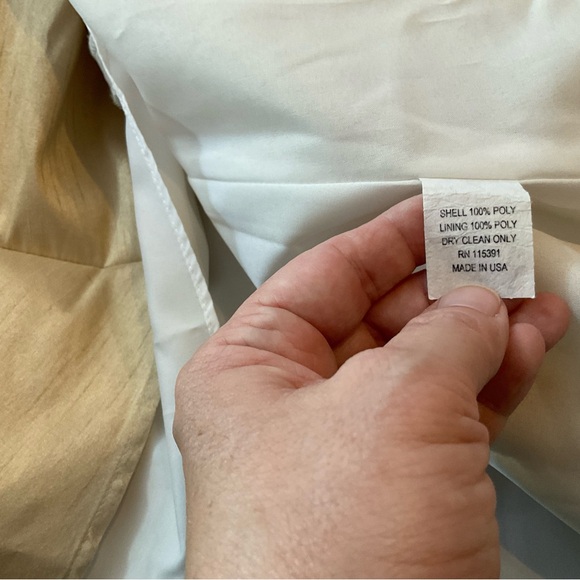 SHELL 100% POLY
LINING 100% POLY
DRY CLEAN ONLY
RN 115391
MADE IN USA